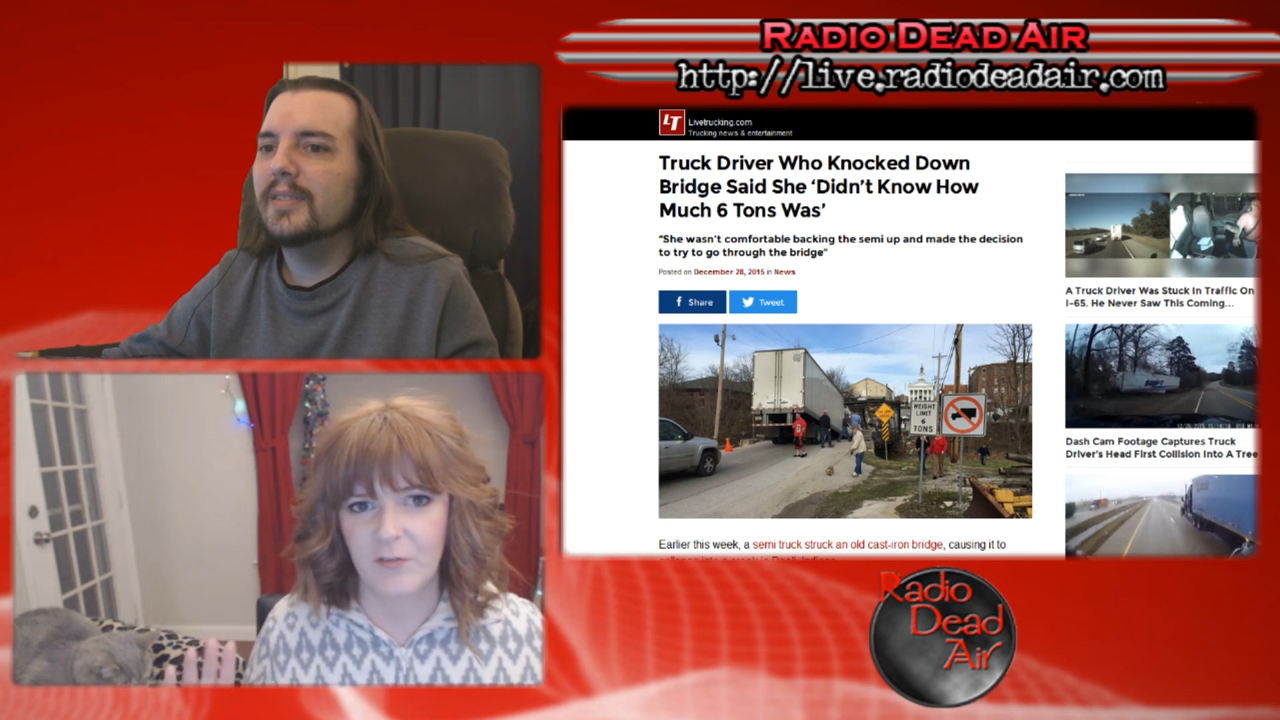 Radio Dead Air
http://live.radiodeadair.com
LT
Livetrucking.com
Trucking news & entertainment
Truck Driver Who Knocked Down
Bridge Said She ‘Didn’t Know How
Much 6 Tons Was’
“She wasn’t comfortable backing the semi up and made the decision
to try to go through the bridge”
Posted on December 28, 2015 in News
Share
Tweet
WEIGHT
LIMIT
6
TONS
Earlier this week, a semi truck struck an old cast-iron bridge, causing it to
A Truck Driver Was Stuck In Traffic On
I-65. He Never Saw This Coming...
Dash Cam Footage Captures Truck
Driver’s Head First Collision Into A Tree
Radio
Dead
Air